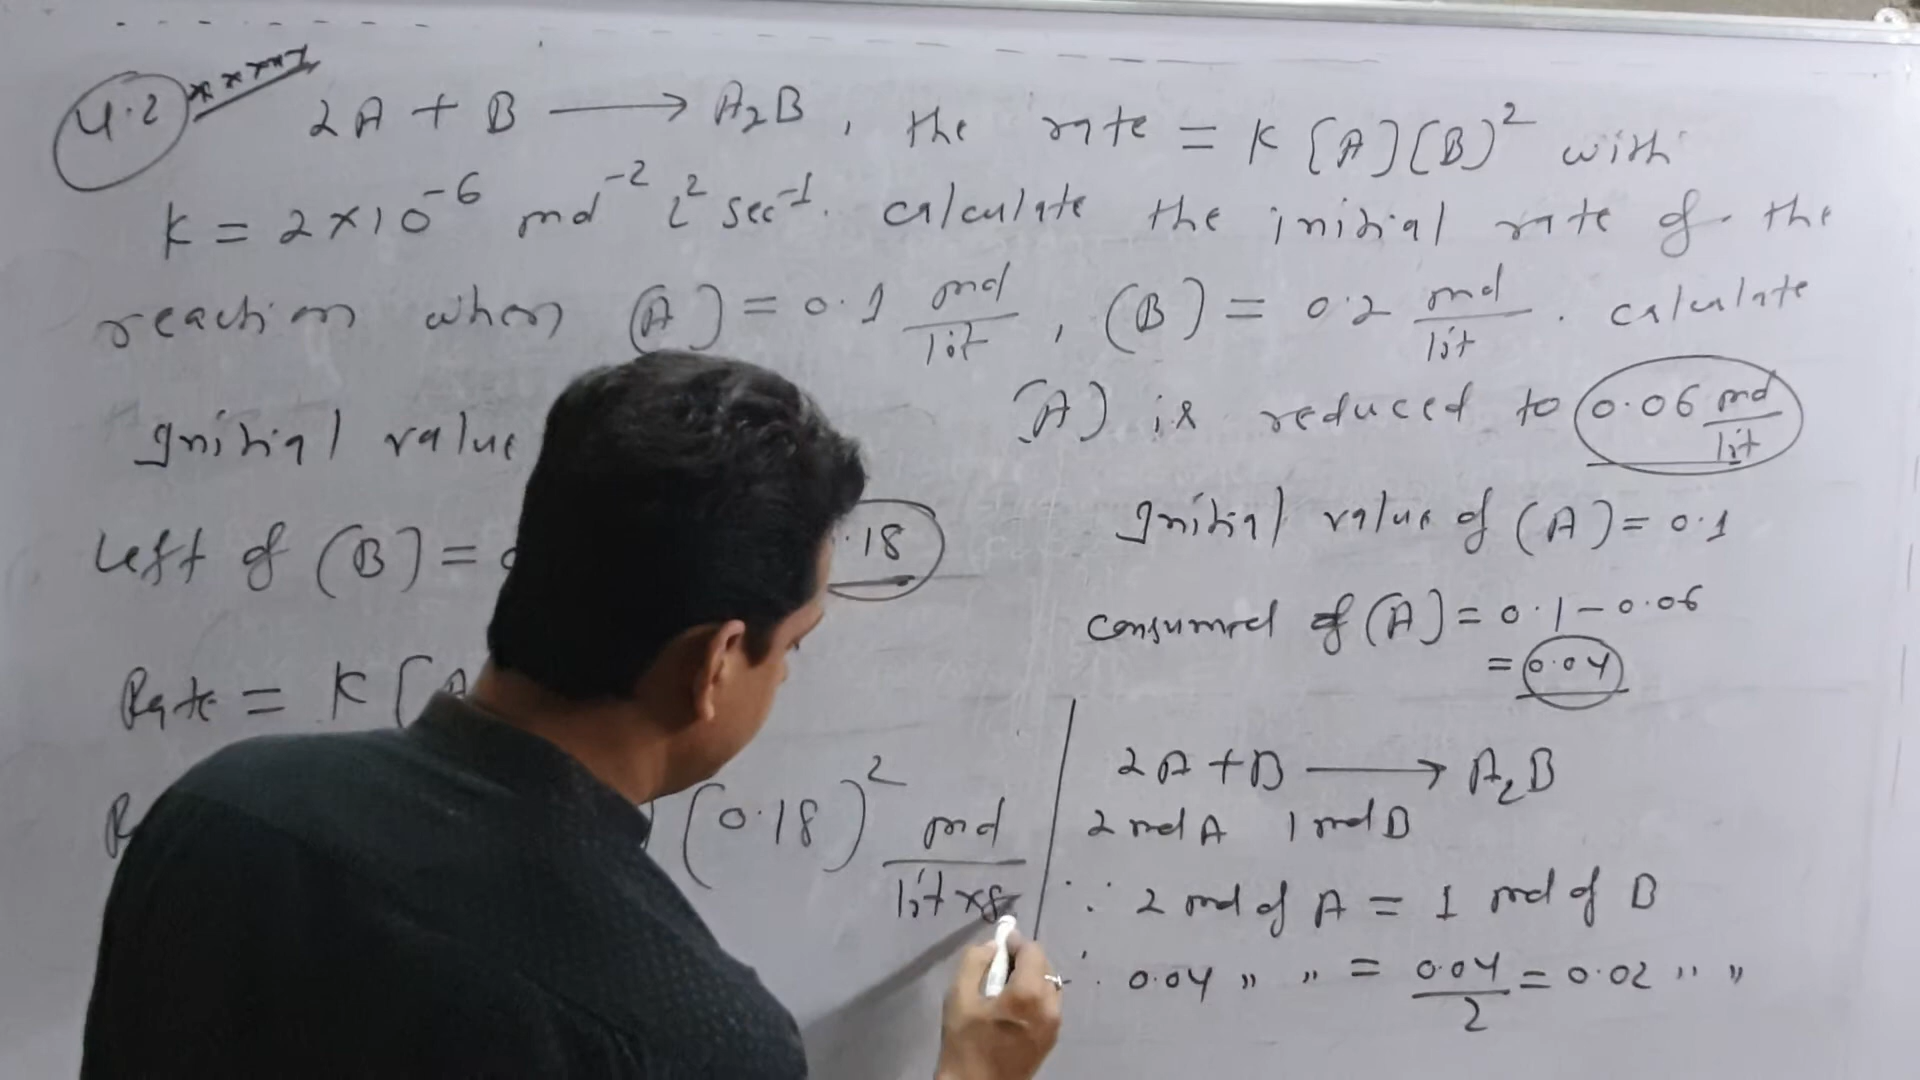 4.2 ××××
2A + B ⟶ A₂B, the rate = K[A][B]² with
K = 2×10⁻⁶ mol⁻² L² sec⁻¹. calculate the initial rate of the
reaction when [A] = 0.1 mol/lit, [B] = 0.2 mol/lit. calculate
[A] is reduced to 0.06 mol/lit
Initial value
Left of [B] = .18
Rate = K[A
(0.18)² mol/lit×s
Initial value of [A] = 0.1
consumed of [A] = 0.1 – 0.06
= 0.04
2A + B ⟶ A₂B
2 mol A 1 mol B
∵ 2 mol of A = 1 mol of B
∴ 0.04 " " = 0.04/2 = 0.02 " "